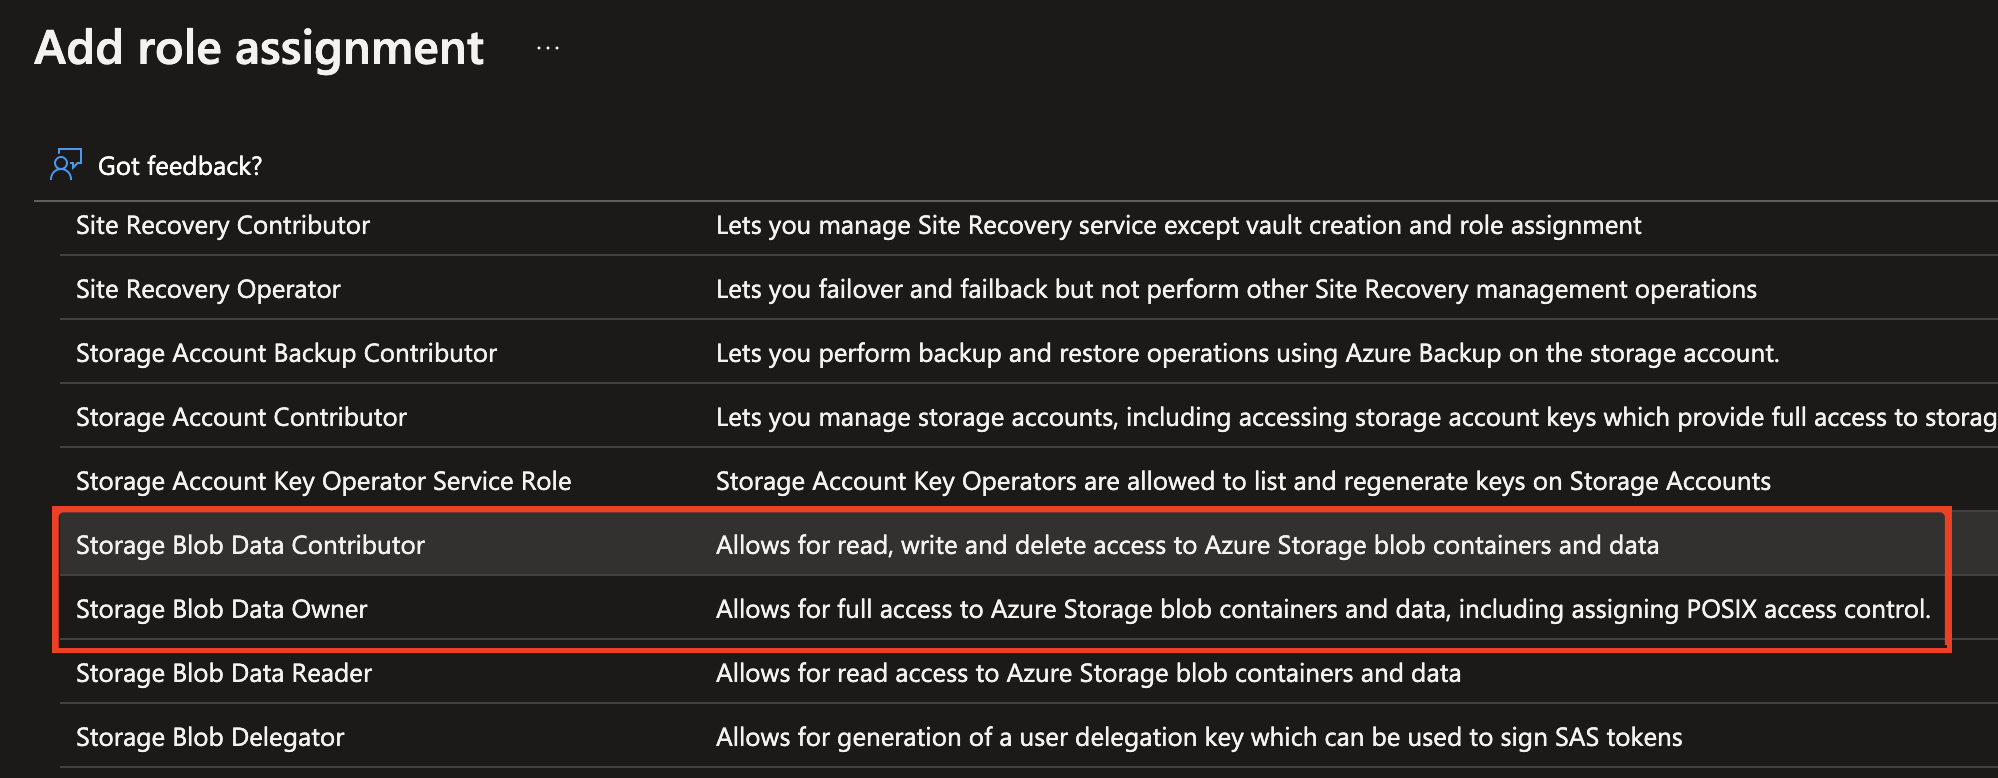 Add role assignment ...
Got feedback?
Site Recovery Contributor Lets you manage Site Recovery service except vault creation and role assignment
Site Recovery Operator Lets you failover and failback but not perform other Site Recovery management operations
Storage Account Backup Contributor Lets you perform backup and restore operations using Azure Backup on the storage account.
Storage Account Contributor Lets you manage storage accounts, including accessing storage account keys which provide full access to storag
Storage Account Key Operator Service Role Storage Account Key Operators are allowed to list and regenerate keys on Storage Accounts
Storage Blob Data Contributor Allows for read, write and delete access to Azure Storage blob containers and data
Storage Blob Data Owner Allows for full access to Azure Storage blob containers and data, including assigning POSIX access control.
Storage Blob Data Reader Allows for read access to Azure Storage blob containers and data
Storage Blob Delegator Allows for generation of a user delegation key which can be used to sign SAS tokens